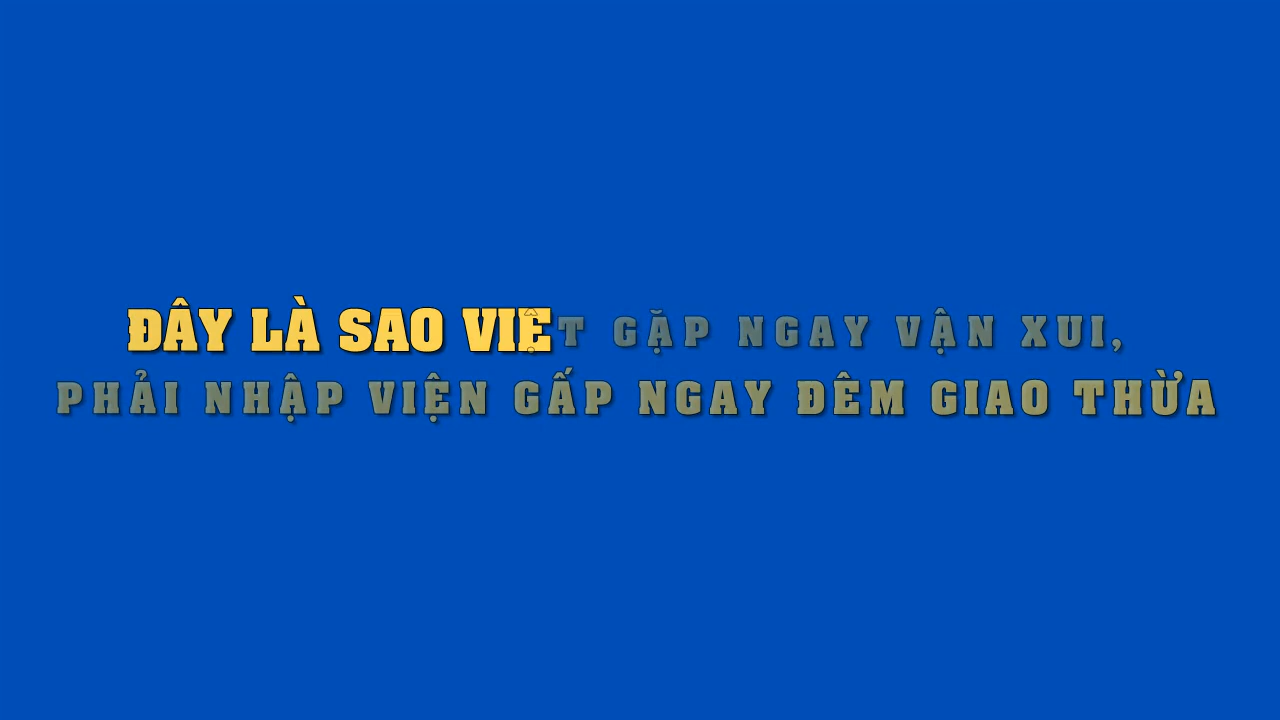 ĐÂY LÀ SAO VIỆT GẶP NGAY VẬN XUI,
PHẢI NHẬP VIỆN GẤP NGAY ĐÊM GIAO THỪA